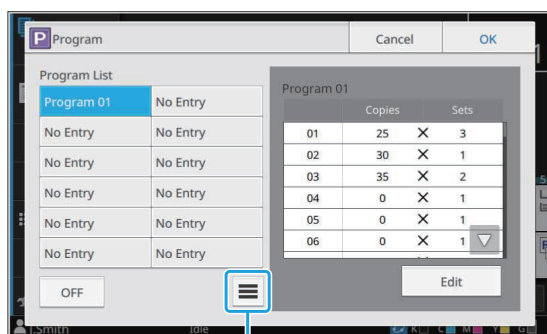 P Program Cancel OK
Program List
Program 01 No Entry
No Entry No Entry
No Entry No Entry
No Entry No Entry
No Entry No Entry
No Entry No Entry
OFF
Program 01
Copies Sets
01 25 X 3
02 30 X 1
03 35 X 2
04 0 X 1
05 0 X 1
06 0 X 1
Edit
J.Smith Idle K C M Y G